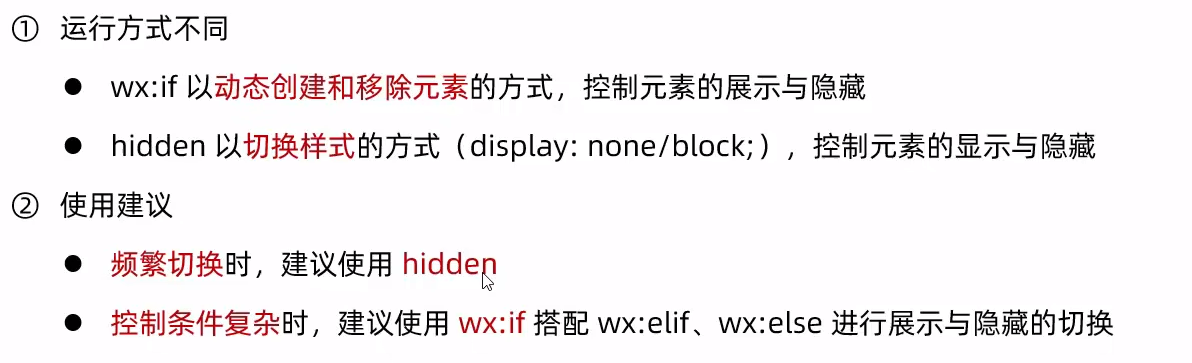 ① 运行方式不同
● wx:if 以动态创建和移除元素的方式，控制元素的展示与隐藏
● hidden 以切换样式的方式（display: none/block;），控制元素的显示与隐藏
② 使用建议
● 频繁切换时，建议使用 hidden
● 控制条件复杂时，建议使用 wx:if 搭配 wx:elif、wx:else 进行展示与隐藏的切换